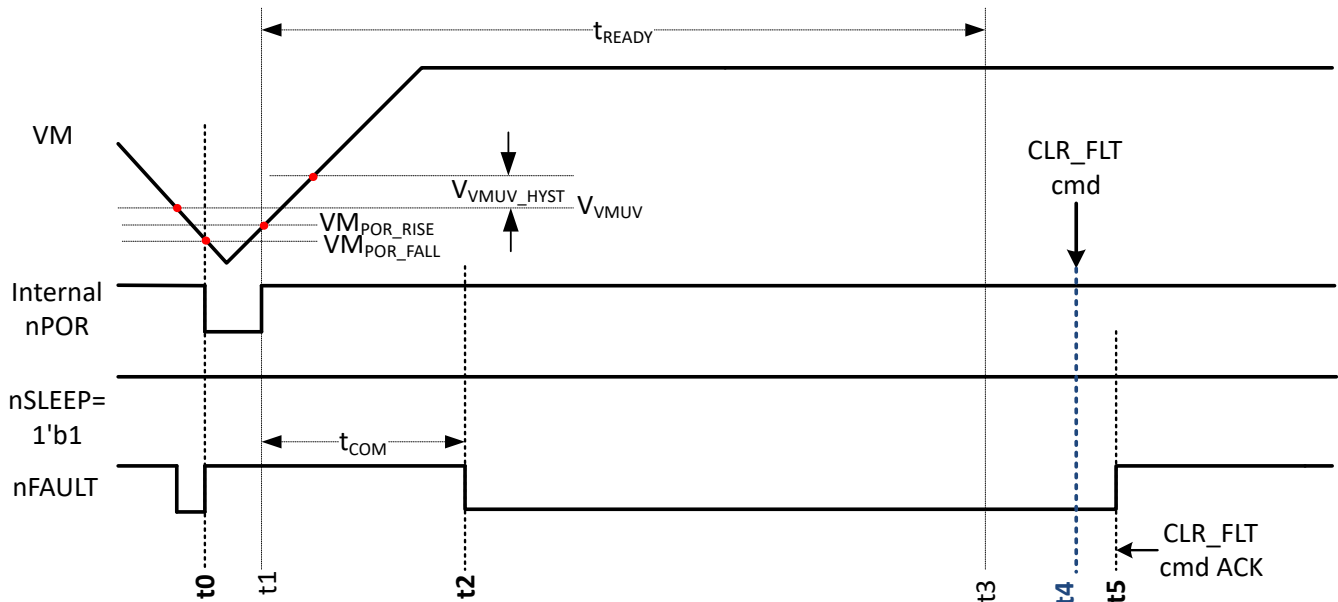 tREADY
VM
CLR_FLT
cmd
VVMUV_HYST
VVMUV
VMPOR_RISE
VMPOR_FALL
Internal
nPOR
nSLEEP=
1'b1
tCOM
nFAULT
CLR_FLT
cmd ACK
t0
t1
t2
t3
t4
t5